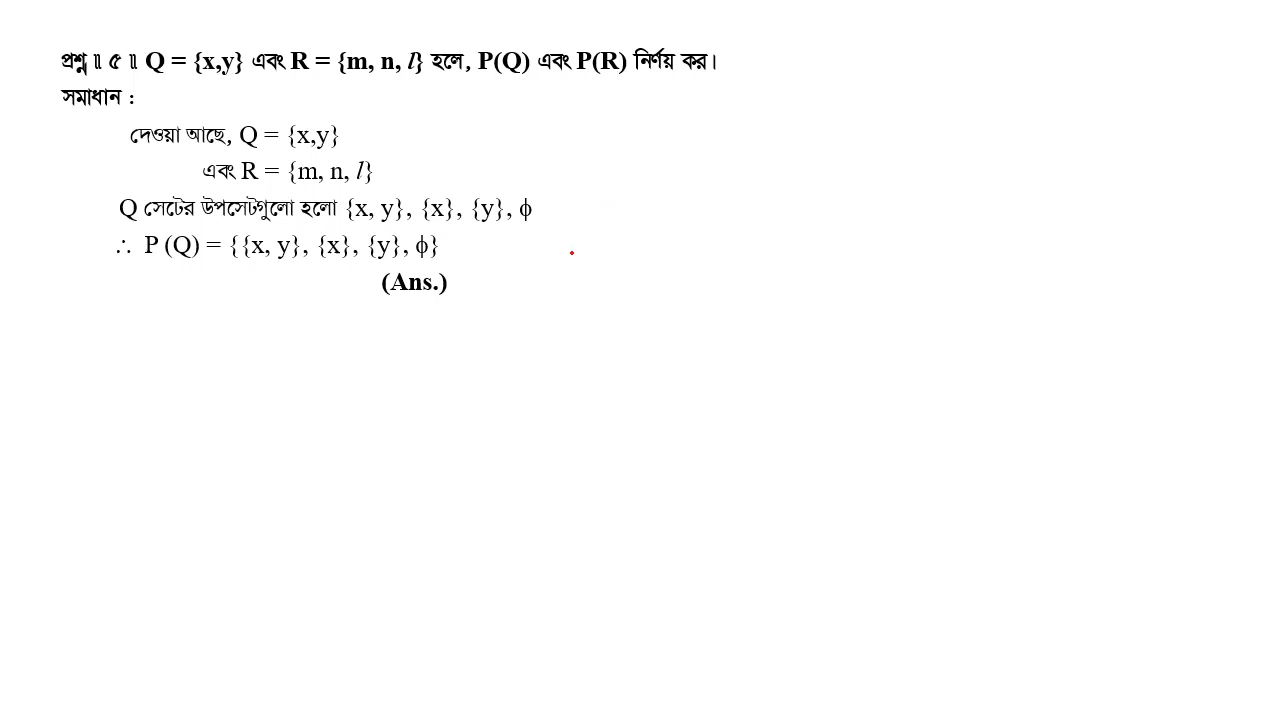 প্রশ্ন ॥ ৫ ॥ Q = {x,y} এবং R = {m, n, l} হলে, P(Q) এবং P(R) নির্ণয় কর।
সমাধান :
দেওয়া আছে, Q = {x,y}
এবং R = {m, n, l}
Q সেটের উপসেটগুলো হলো {x, y}, {x}, {y}, ϕ
∴ P (Q) = {{x, y}, {x}, {y}, ϕ}
(Ans.)